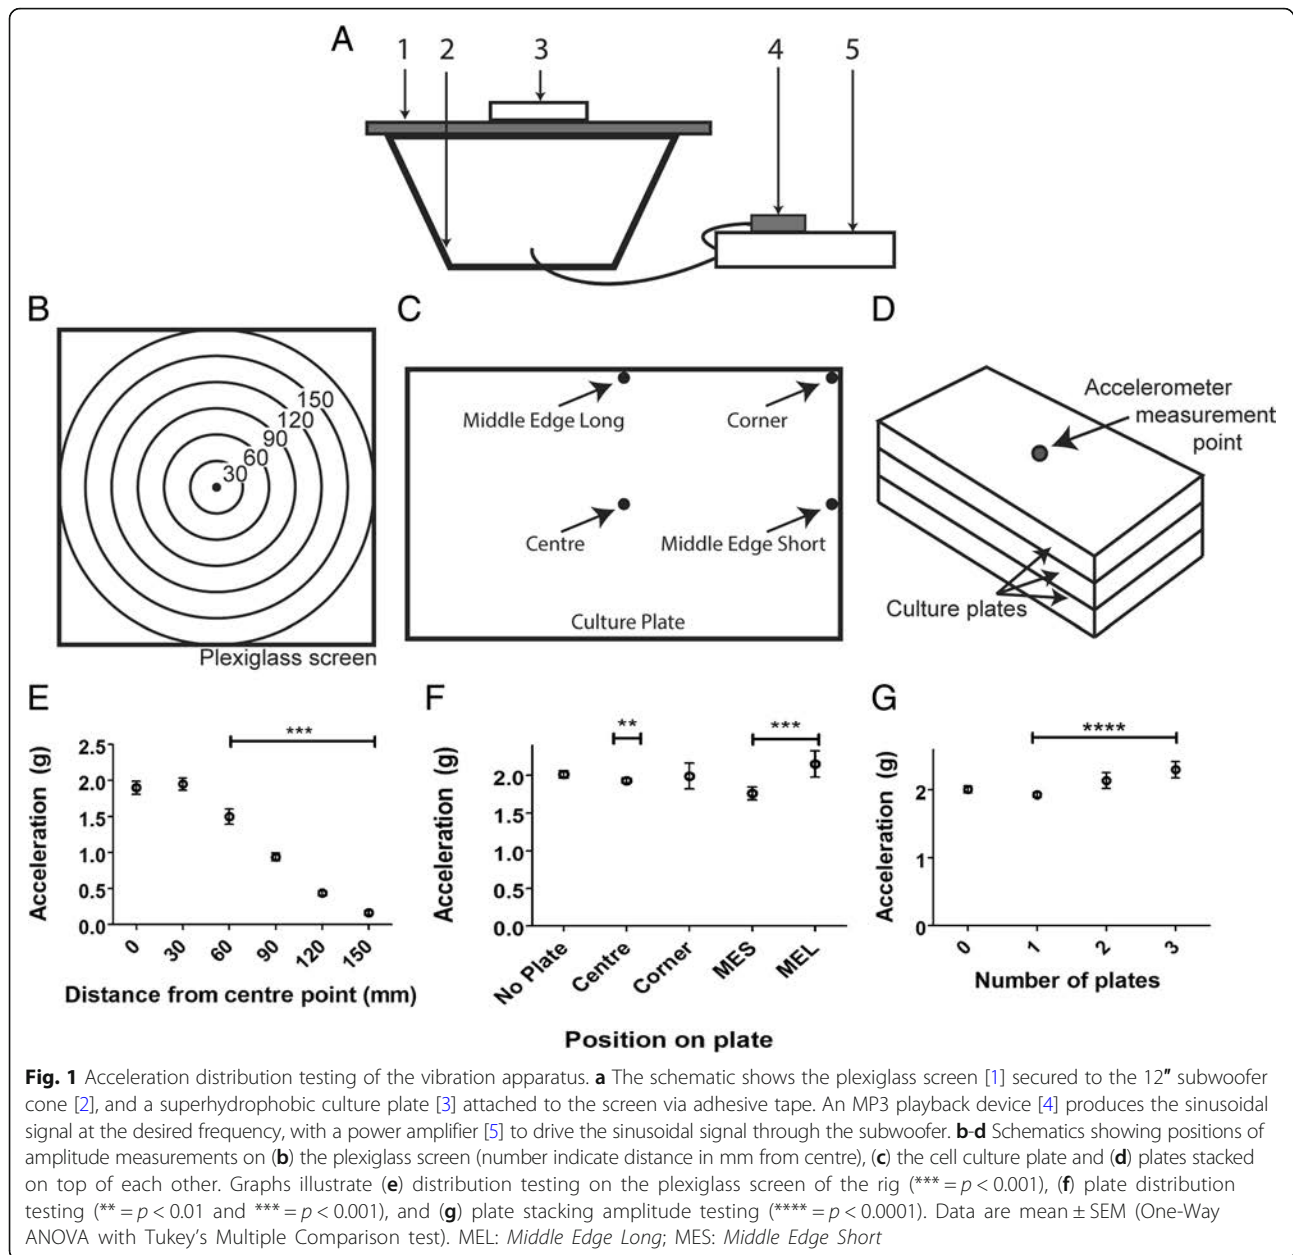 A
1 2 3 4 5
B
150
120
90
60
30
Plexiglass screen
C
Middle Edge Long
Corner
Centre
Middle Edge Short
Culture Plate
D
Accelerometer
measurement
point
Culture plates
E
***
2.5
2.0
1.5
1.0
0.5
0.0
Acceleration (g)
0 30 60 90 120 150
Distance from centre point (mm)
F
** ***
2.0
1.5
1.0
0.5
0.0
Acceleration (g)
No Plate Centre Corner MES MEL
Position on plate
G
****
2
1
0
Acceleration (g)
0 1 2 3
Number of plates
Fig. 1 Acceleration distribution testing of the vibration apparatus. a The schematic shows the plexiglass screen [1] secured to the 12″ subwoofer
cone [2], and a superhydrophobic culture plate [3] attached to the screen via adhesive tape. An MP3 playback device [4] produces the sinusoidal
signal at the desired frequency, with a power amplifier [5] to drive the sinusoidal signal through the subwoofer. b-d Schematics showing positions of
amplitude measurements on (b) the plexiglass screen (number indicate distance in mm from centre), (c) the cell culture plate and (d) plates stacked
on top of each other. Graphs illustrate (e) distribution testing on the plexiglass screen of the rig (*** = p < 0.001), (f) plate distribution
testing (** = p < 0.01 and *** = p < 0.001), and (g) plate stacking amplitude testing (**** = p < 0.0001). Data are mean ± SEM (One-Way
ANOVA with Tukey's Multiple Comparison test). MEL: Middle Edge Long; MES: Middle Edge Short